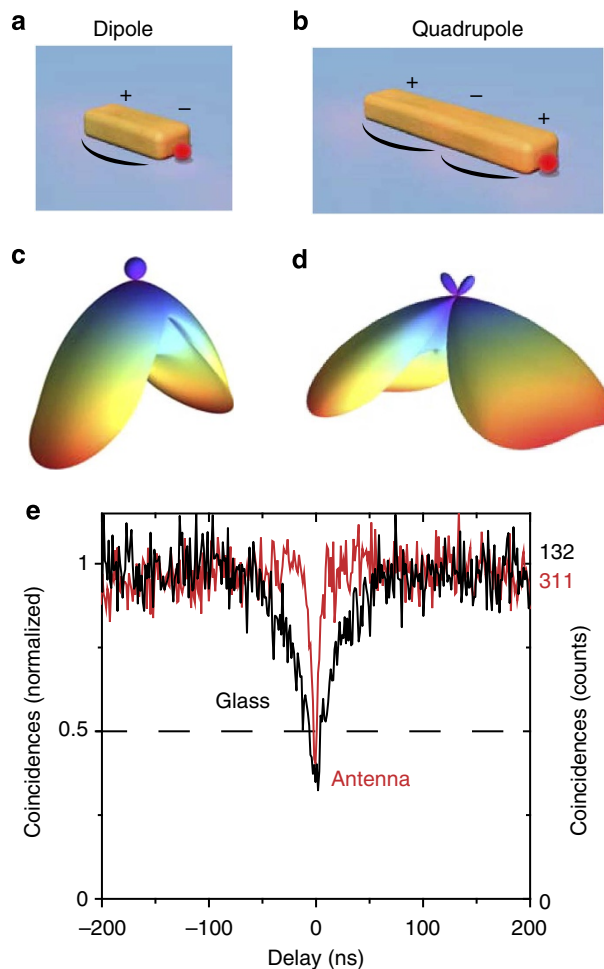 a
Dipole
+
−
b
Quadrupole
+
−
+
c
d
e
Coincidences (normalized)
1
0.5
0
Glass
Antenna
132
311
0
Coincidences (counts)
−200
−100
0
100
200
Delay (ns)